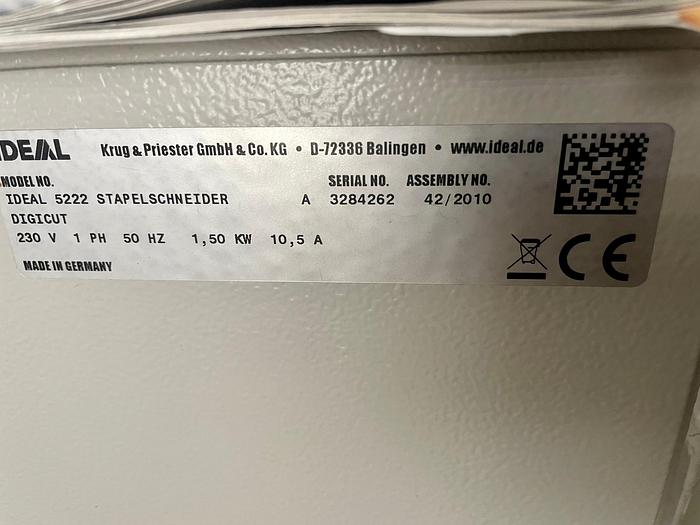 IDEAL Krug & Priester GmbH & Co. KG • D-72336 Balingen • www.ideal.de
MODEL NO. SERIAL NO. ASSEMBLY NO.
IDEAL 5222 STAPELSCHNEIDER A 3284262 42/2010
DIGICUT
230 V 1 PH 50 HZ 1,50 KW 10,5 A
MADE IN GERMANY CE